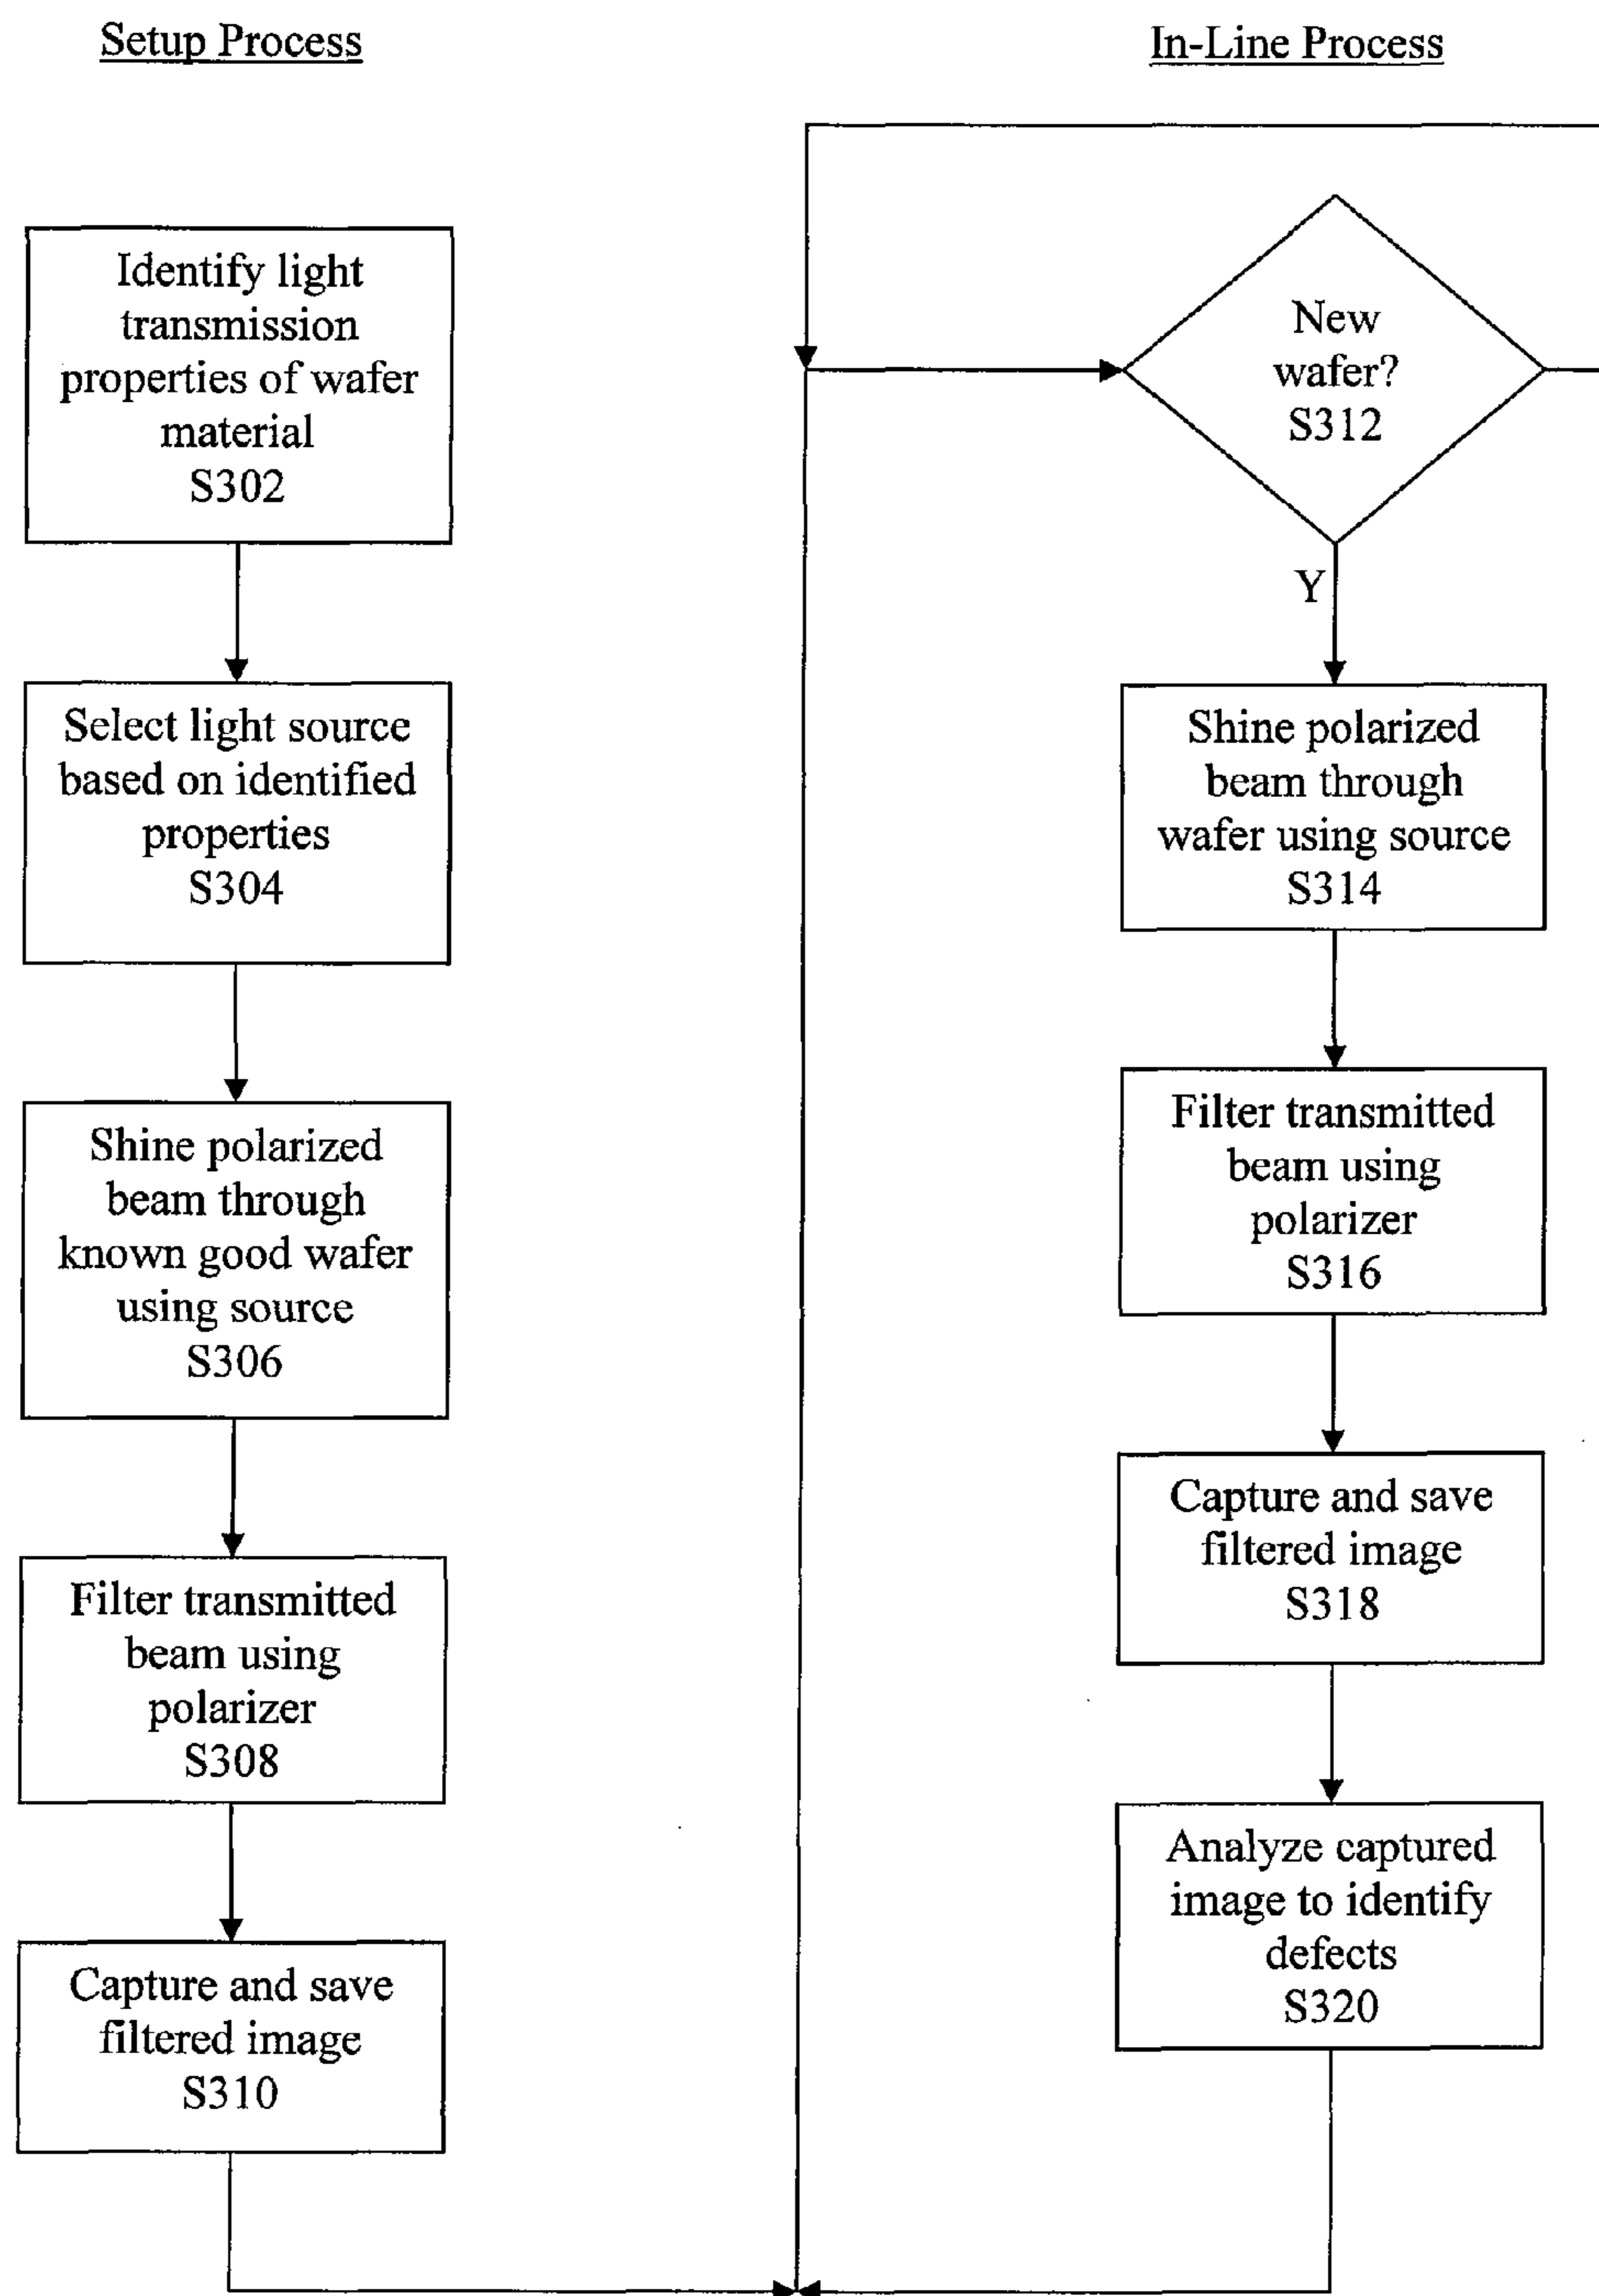 Setup Process
Identify light
transmission
properties of wafer
material
S302
Select light source
based on identified
properties
S304
Shine polarized
beam through
known good wafer
using source
S306
Filter transmitted
beam using
polarizer
S308
Capture and save
filtered image
S310
In-Line Process
New
wafer?
S312
Y
Shine polarized
beam through
wafer using source
S314
Filter transmitted
beam using
polarizer
S316
Capture and save
filtered image
S318
Analyze captured
image to identify
defects
S320